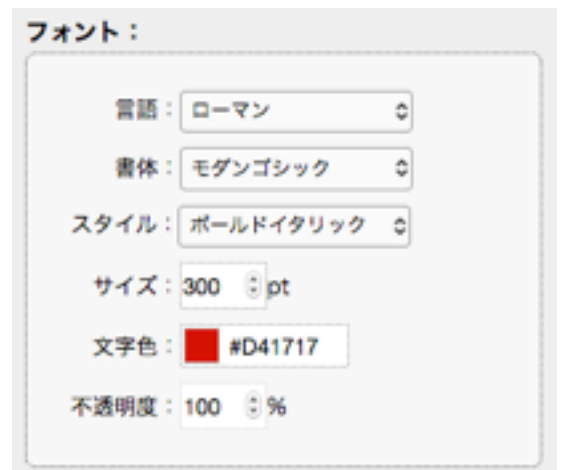 フォント：
言語：ローマン
書体：モダンゴシック
スタイル：ボールドイタリック
サイズ：300 pt
文字色：#D41717
不透明度：100 %